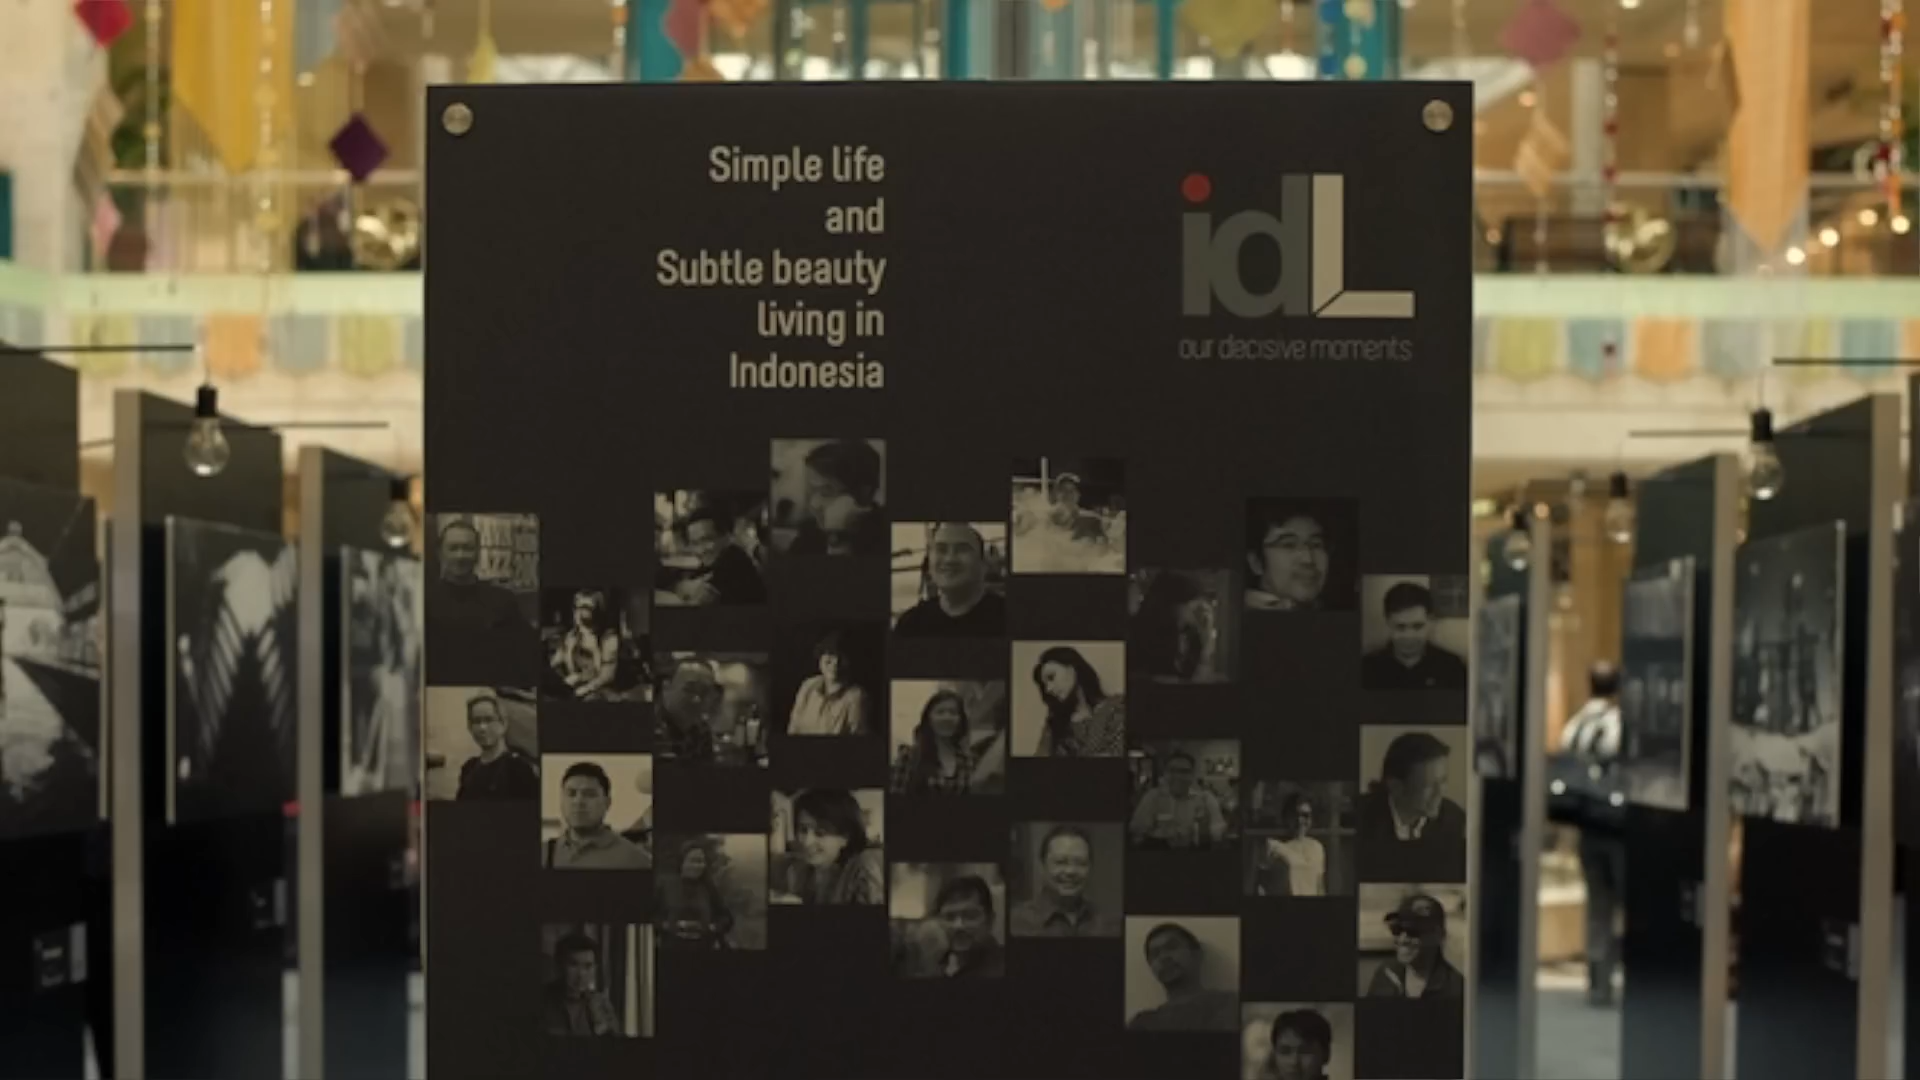 Simple life
and
Subtle beauty
living in
Indonesia
idL
our decisive moments